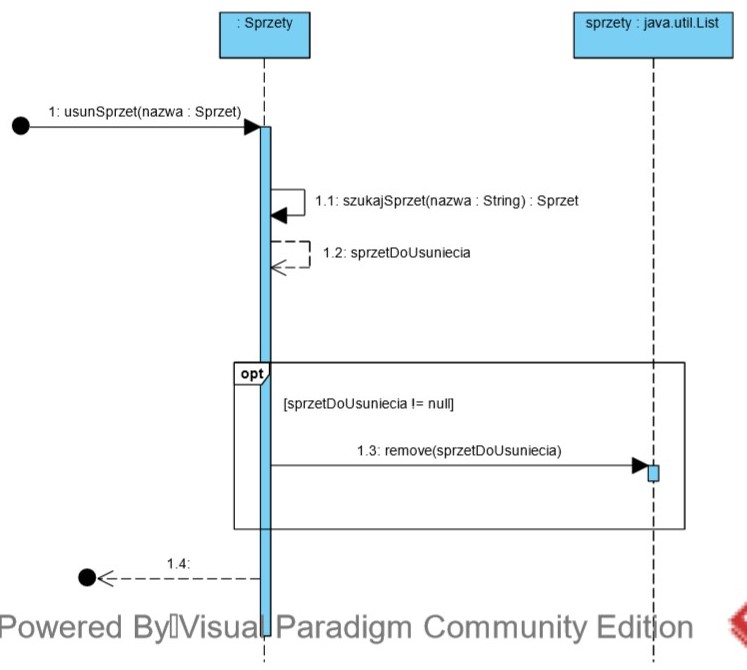 : Sprzety
sprzety : java.util.List
1: usunSprzet(nazwa : Sprzet)
1.1: szukajSprzet(nazwa : String) : Sprzet
1.2: sprzetDoUsuniecia
opt
[sprzetDoUsuniecia != null]
1.3: remove(sprzetDoUsuniecia)
1.4:
Powered By Visual Paradigm Community Edition